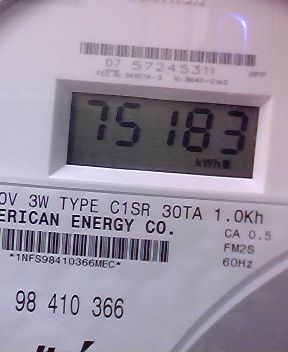 07 57245311
75183
kWh
0V 3W TYPE C1SR 30TA 1.0Kh
ERICAN ENERGY CO.
CA 0.5
FM2S
60Hz
*1NFS98410366MEC*
98 410 366